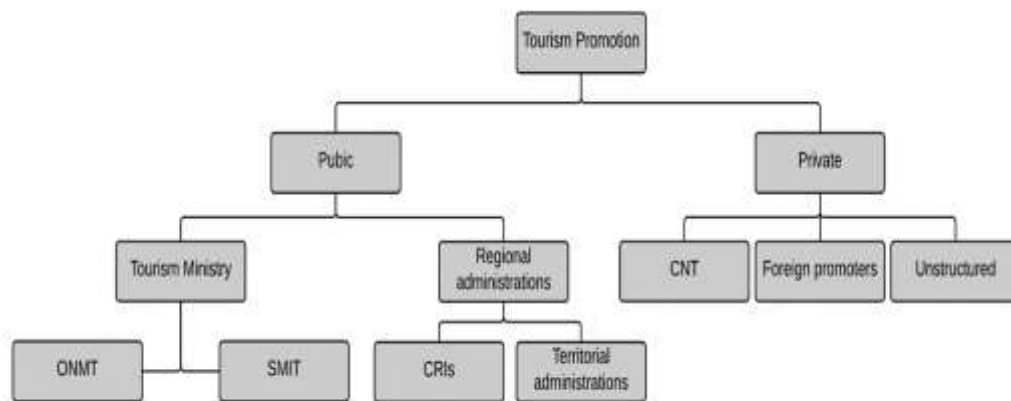 Tourism Promotion
Pubic
Private
Tourism Ministry
Regional
administrations
CNT
Foreign promoters
Unstructured
ONMT
SMIT
CRIs
Territorial
administrations